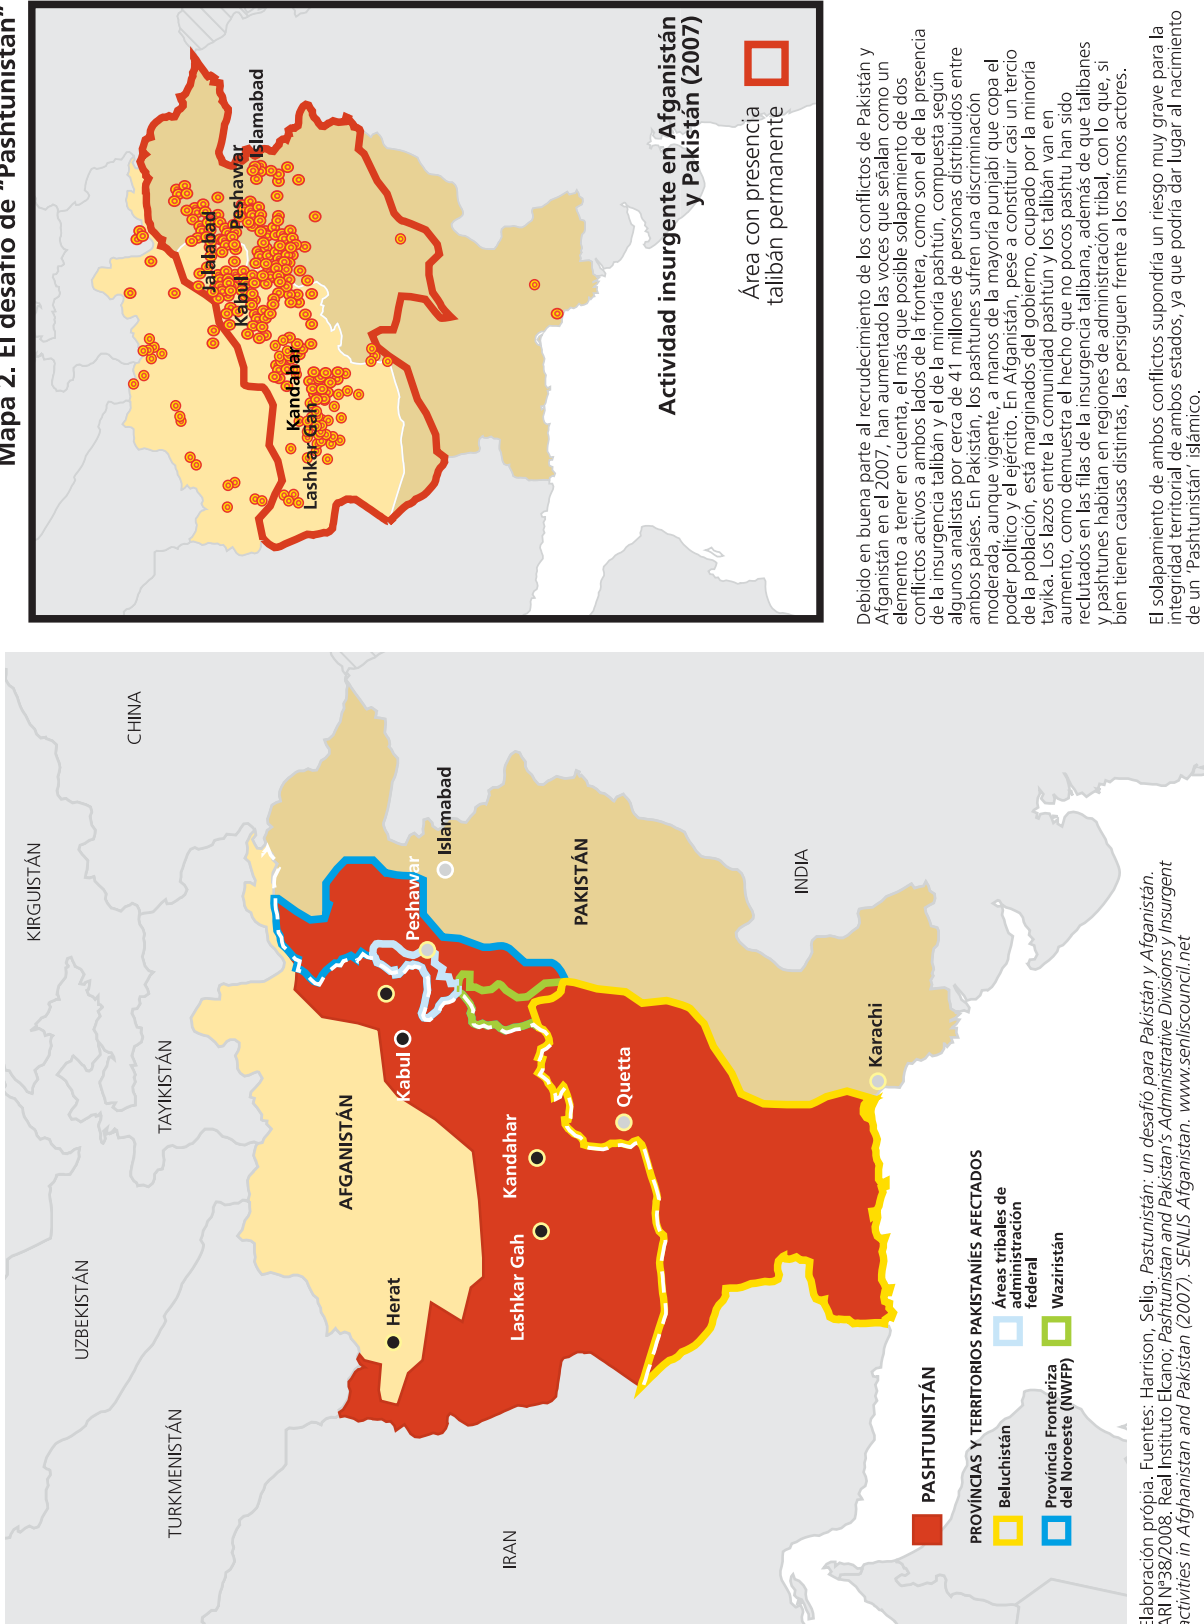 Mapa 2. El desafío de “Pashtunistán”
KIRGUISTÁN
CHINA
UZBEKISTÁN
TAYIKISTÁN
TURKMENISTÁN
AFGANISTÁN
Herat
Kabul
Peshawar
Islamabad
Lashkar Gah
Kandahar
Quetta
PAKISTÁN
IRAN
INDIA
Karachi
PASHTUNISTÁN
PROVÍNCIAS Y TERRITORIOS PAKISTANÍES AFECTADOS
Beluchistán
Província Fronteriza
del Noroeste (NWFP)
Áreas tribales de
administración
federal
Waziristán
Jalalabad
Peshawar
Islamabad
Kabul
Kandahar
Lashkar Gah
Actividad insurgente en Afganistán
y Pakistán (2007)
Área con presencia
talibán permanente
Debido en buena parte al recrudecimiento de los conflictos de Pakistán y
Afganistán en el 2007, han aumentado las voces que señalan como un
elemento a tener en cuenta, el más que posible solapamiento de dos
conflictos activos a ambos lados de la frontera, como son el de la presencia
de la insurgencia talibán y el de la minoría pashtún, compuesta según
algunos analistas por cerca de 41 millones de personas distribuidos entre
ambos países. En Pakistán, los pashtunes sufren una discriminación
moderada, aunque vigente, a manos de la mayoría punjabí que copa el
poder político y el ejército. En Afganistán, pese a constituir casi un tercio
de la población, está marginados del gobierno, ocupado por la minoría
tayika. Los lazos entre la comunidad pashtún y los talibán van en
aumento, como demuestra el hecho que no pocos pashtu han sido
reclutados en las filas de la insurgencia talibana, además de que talibanes
y pashtunes habitan en regiones de administración tribal, con lo que, si
bien tienen causas distintas, las persiguen frente a los mismos actores.
El solapamiento de ambos conflictos supondría un riesgo muy grave para la
integridad territorial de ambos estados, ya que podría dar lugar al nacimiento
de un ‘Pashtunistán’ islámico.
Elaboración própia. Fuentes: Harrison, Selig. Pastunistán: un desafió para Pakistán y Afganistán.
ARI Nª38/2008. Real Instituto Elcano; Pashtunistan and Pakistan’s Administrative Divisions y Insurgent
activities in Afghanistan and Pakistan (2007). SENLIS Afganistan. www.senliscouncil.net